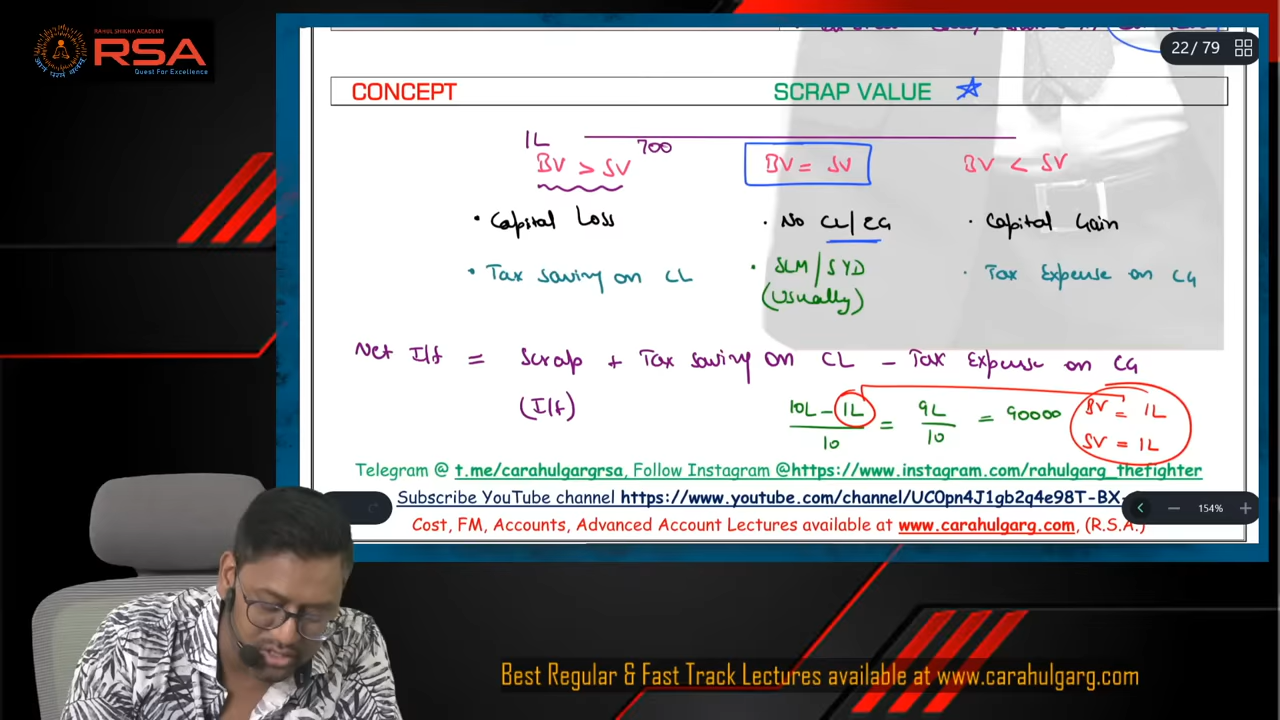 RAHUL SHIKHA ACADEMY
RSA
Quest For Excellence
22 / 79
CONCEPT SCRAP VALUE
1L 700
BV > SV BV = SV BV < SV
• Capital Loss • No CL/CG • Capital Gain
• Tax saving on CL • SLM/SYD • Tax Expense on CG
(Usually)
Net I/f = Scrap + Tax saving on CL - Tax Expense on CG
(I/f)
10L - 1L / 10 = 9L / 10 = 90000 BV = 1L
SV = 1L
Telegram @ t.me/carahulgargrsa, Follow Instagram @https://www.instagram.com/rahulgarg_thefighter
Subscribe YouTube channel https://www.youtube.com/channel/UC0pn4J1gb2q4e98T-BX-
154%
Cost, FM, Accounts, Advanced Account Lectures available at www.carahulgarg.com, (R.S.A.)
Best Regular & Fast Track Lectures available at www.carahulgarg.com